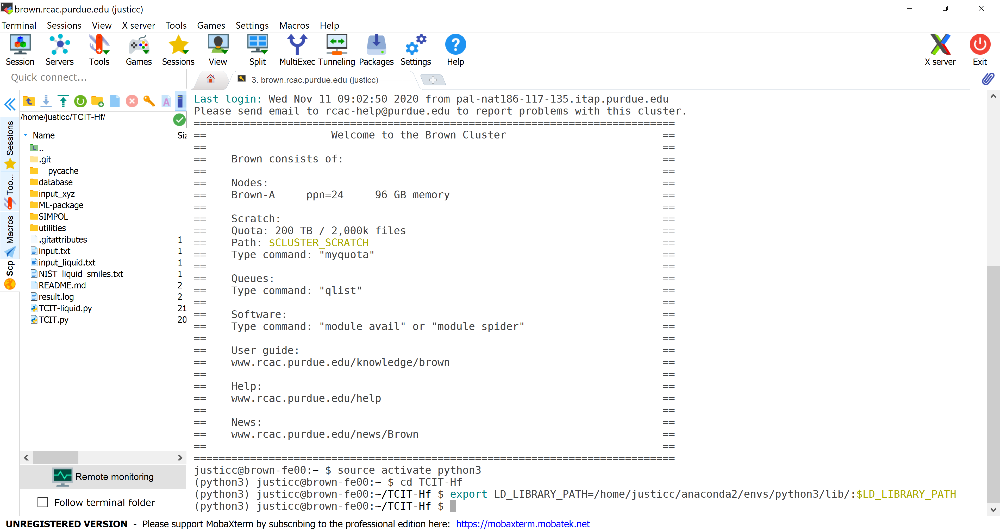 brown.rcac.purdue.edu (justicc)
Terminal Sessions View X server Tools Games Settings Macros Help
Session Servers Tools Games Sessions View Split MultiExec Tunneling Packages Settings Help X server Exit
Quick connect...
3. brown.rcac.purdue.edu (justicc)
Sessions
Too...
Macros
Scp
/home/justicc/TCIT-Hf/
Name Siz
..
.git
__pycache__
database
input_xyz
ML-package
SIMPOL
utilities
.gitattributes 1
input.txt 1
input_liquid.txt 1
NIST_liquid_smiles.txt 1
README.md 2
result.log 2
TCIT-liquid.py 21
TCIT.py 20
Remote monitoring
Follow terminal folder
Last login: Wed Nov 11 09:02:50 2020 from pal-nat186-117-135.itap.purdue.edu
Please send email to rcac-help@purdue.edu to report problems with this cluster.
=============================================================================
== Welcome to the Brown Cluster ==
== ==
== Brown consists of: ==
== ==
== Nodes: ==
== Brown-A ppn=24 96 GB memory ==
== ==
== Scratch: ==
== Quota: 200 TB / 2,000k files ==
== Path: $CLUSTER_SCRATCH ==
== Type command: "myquota" ==
== ==
== Queues: ==
== Type command: "qlist" ==
== ==
== Software: ==
== Type command: "module avail" or "module spider" ==
== ==
== User guide: ==
== www.rcac.purdue.edu/knowledge/brown ==
== ==
== Help: ==
== www.rcac.purdue.edu/help ==
== ==
== News: ==
== www.rcac.purdue.edu/news/Brown ==
== ==
=============================================================================
justicc@brown-fe00:~ $ source activate python3
(python3) justicc@brown-fe00:~ $ cd TCIT-Hf
(python3) justicc@brown-fe00:~/TCIT-Hf $ export LD_LIBRARY_PATH=/home/justicc/anaconda2/envs/python3/lib/:$LD_LIBRARY_PATH
(python3) justicc@brown-fe00:~/TCIT-Hf $
UNREGISTERED VERSION - Please support MobaXterm by subscribing to the professional edition here: https://mobaxterm.mobatek.net